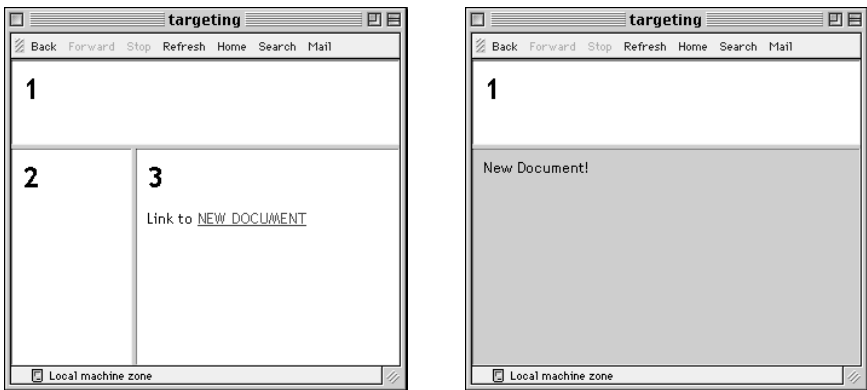 targeting
Back Forward Stop Refresh Home Search Mail
1
2
3
Link to NEW DOCUMENT
Local machine zone
targeting
Back Forward Stop Refresh Home Search Mail
1
New Document!
Local machine zone